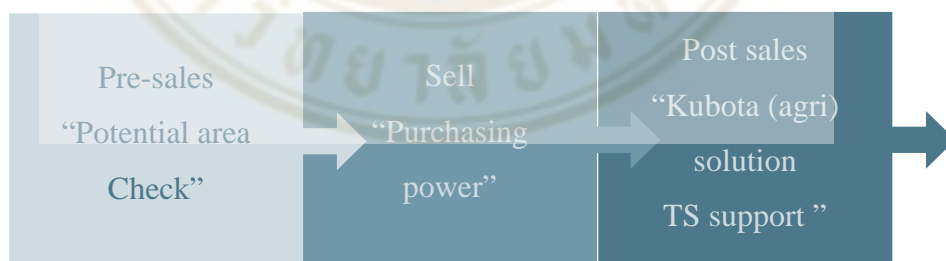 Pre-sales
“Potential area
Check”
Sell
“Purchasing
power”
Post sales
“Kubota (agri)
solution
TS support ”